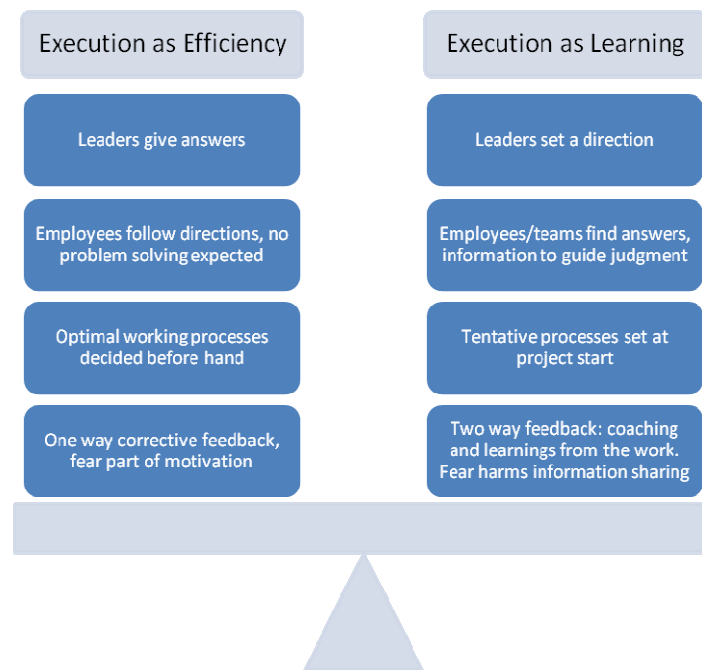 Execution as Efficiency
Leaders give answers
Employees follow directions, no
problem solving expected
Optimal working processes
decided before hand
One way corrective feedback,
fear part of motivation
Execution as Learning
Leaders set a direction
Employees/teams find answers,
information to guide judgment
Tentative processes set at
project start
Two way feedback: coaching
and learnings from the work.
Fear harms information sharing